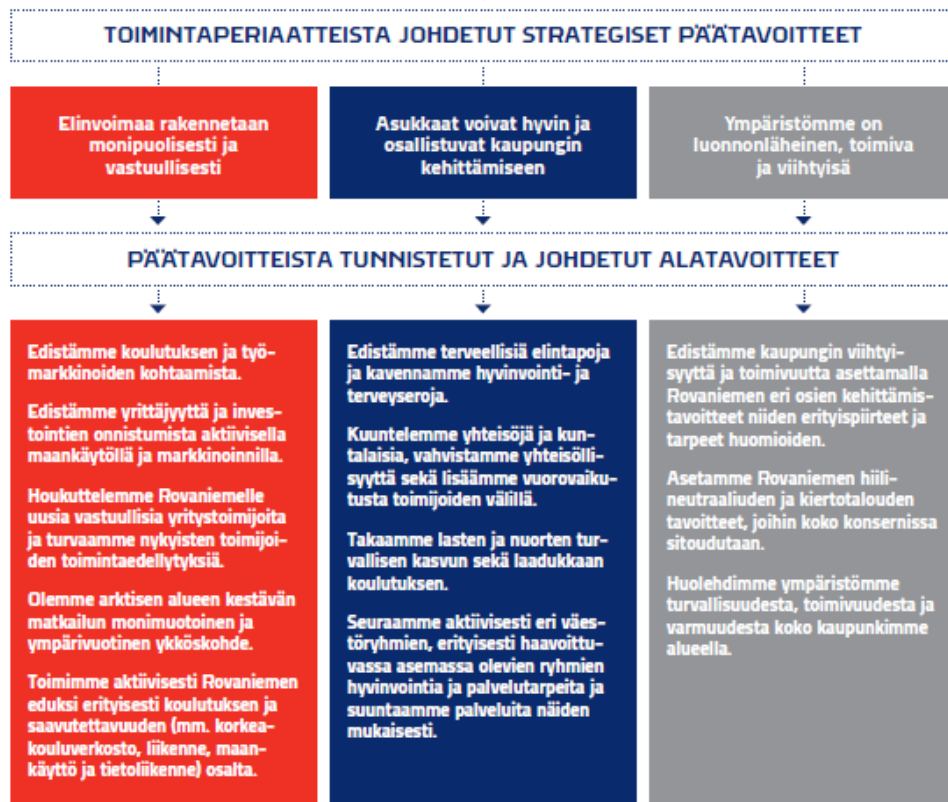 TOIMINTAPERIAATTEISTA JOHDETUT STRATEGISET PÄÄTAVOITTEET
Elinvoimaa rakennetaan
monipuolisesti ja
vastuullisesti
Asukkaat voivat hyvin ja
osallistuvat kaupungin
kehittämiseen
Ympäristömme on
luonnonläheinen, toimiva
ja viihtyisä
PÄÄTAVOITTEISTA TUNNISTETUT JA JOHDETUT ALATAVOITTEET
Edistämme koulutuksen ja työ-
markkinoiden kohtaamista.
Edistämme yrittäjyyttä ja inves-
tointien onnistumista aktiivisella
maankäytöllä ja markkinoinnilla.
Houkuttelemme Rovaniemelle
uusia vastuullisia yritystoimijoita
ja turvaamme nykyisten toimijoi-
den toimintaedellytyksiä.
Olemme arktisen alueen kestävän
matkailun monimuotoinen ja
ympärivuotinen ykköskohde.
Toimimme aktiivisesti Rovaniemen
eduksi erityisesti koulutuksen ja
saavutettavuuden (mm. korkea-
kouluverkosto, liikenne, maan-
käyttö ja tietoliikenne) osalta.
Edistämme terveellisiä elintapoja
ja kavennamme hyvinvointi- ja
terveyseroja.
Kuuntelemme yhteisöjä ja kun-
talaisia, vahvistamme yhteisölli-
syyttä sekä lisäämme vuorovaiku-
tusta toimijoiden välillä.
Takaamme lasten ja nuorten tur-
vallisen kasvun sekä laadukkaan
koulutuksen.
Seuraamme aktiivisesti eri väes-
töryhmien, erityisesti haavoittu-
vassa asemassa olevien ryhmien
hyvinvointia ja palvelutarpeita ja
suuntaamme palveluita näiden
mukaisesti.
Edistämme kaupungin viihtyi-
syyttä ja toimivuutta asettamalla
Rovaniemen eri osien kehittämis-
tavoitteet niiden erityispiirteet ja
tarpeet huomioiden.
Asetamme Rovaniemen hiili-
neutraaliuden ja kiertotalouden
tavoitteet, joihin koko konsernissa
sitoudutaan.
Huolehdimme ympäristömme
turvallisuudesta, toimivuudesta ja
varmuudesta koko kaupunkimme
alueella.